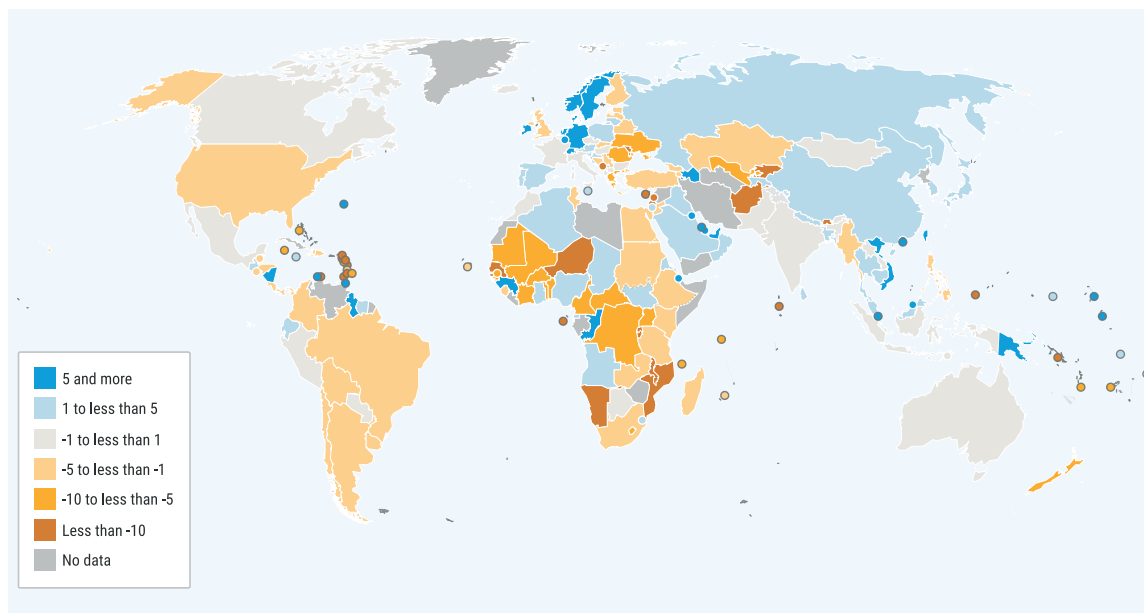 5 and more
1 to less than 5
-1 to less than 1
-5 to less than -1
-10 to less than -5
Less than -10
No data